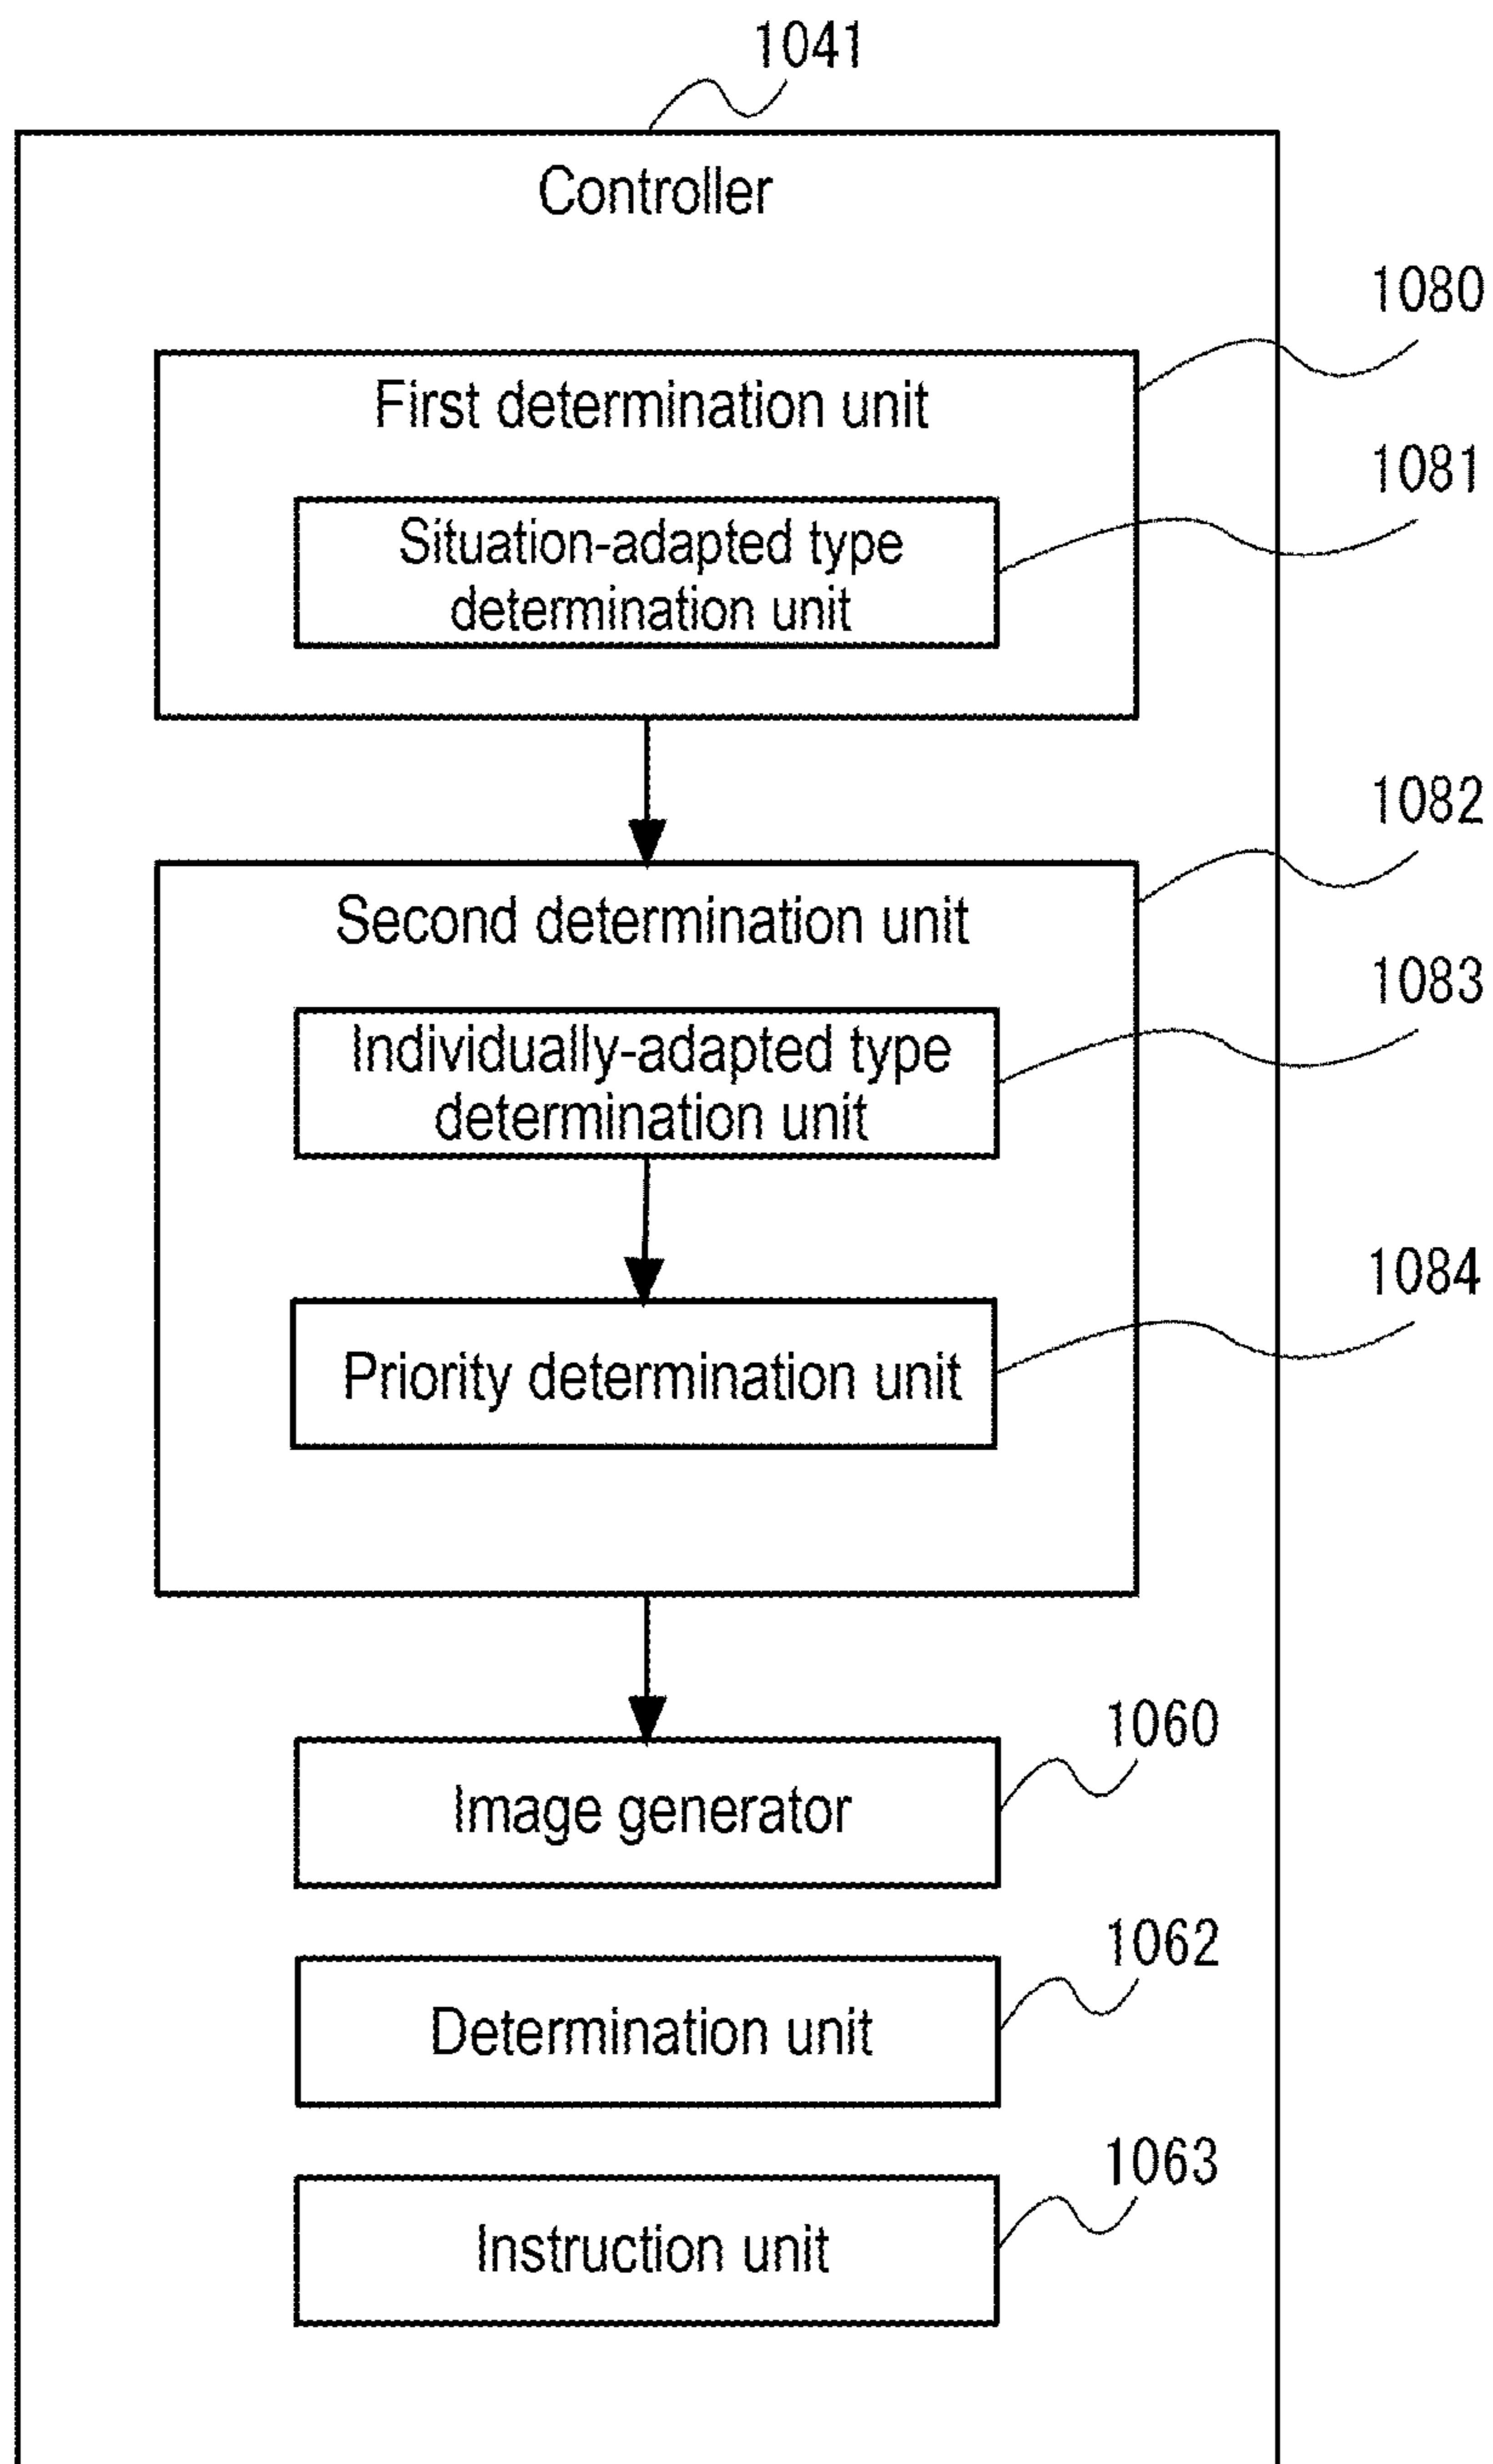 1041
Controller
1080
First determination unit
1081
Situation-adapted type
determination unit
1082
Second determination unit
1083
Individually-adapted type
determination unit
1084
Priority determination unit
1060
Image generator
1062
Determination unit
1063
Instruction unit